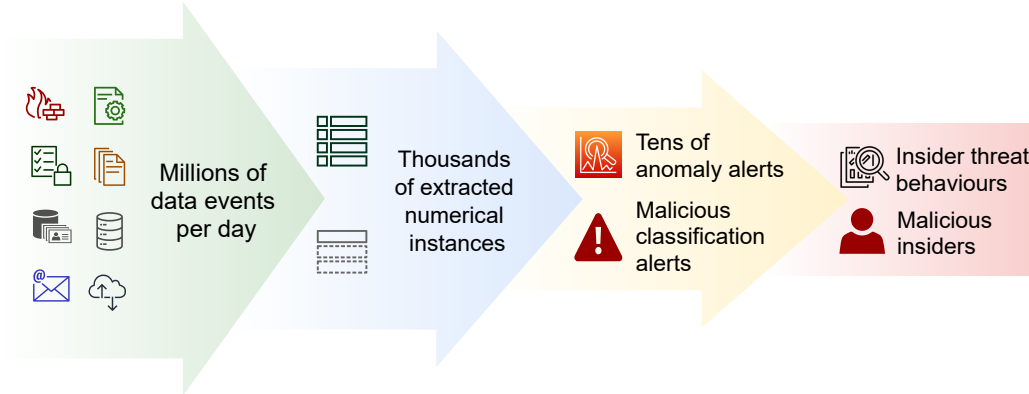 Millions of
data events
per day
Thousands
of extracted
numerical
instances
Tens of
anomaly alerts
Malicious
classification
alerts
Insider threat
behaviours
Malicious
insiders
@